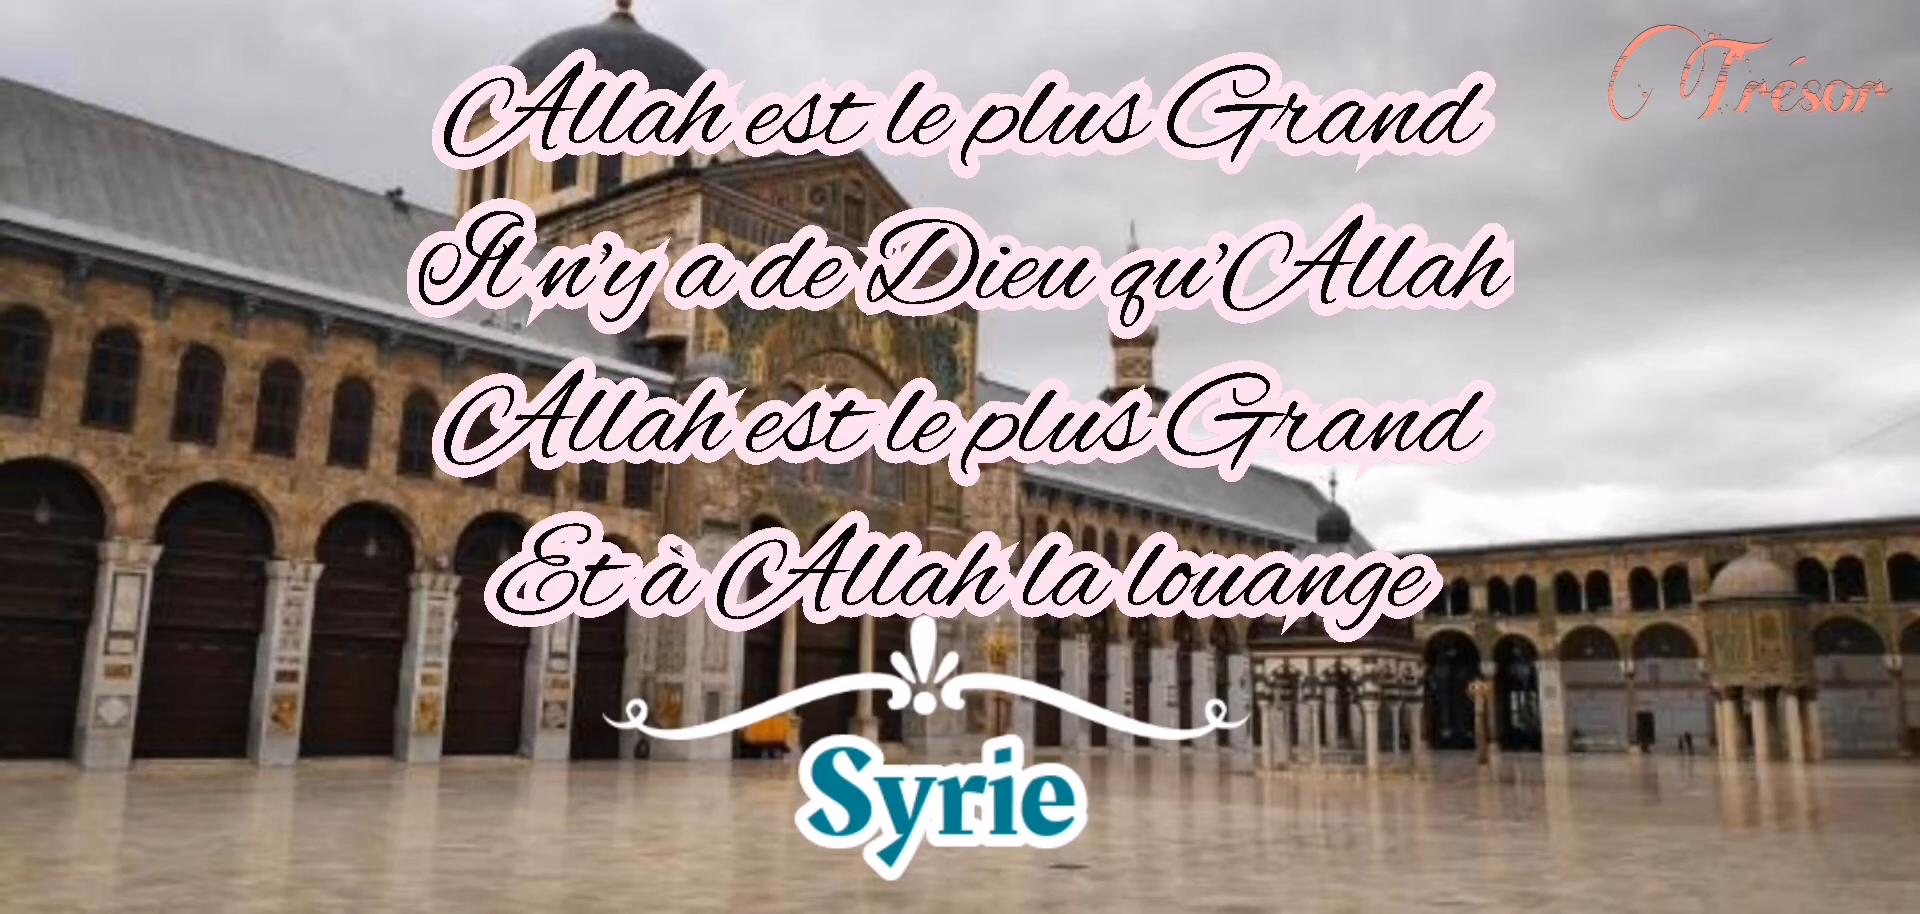 Trésor
Allah est le plus Grand
Il n'y a de Dieu qu'Allah
Allah est le plus Grand
Et à Allah la louange
Syrie